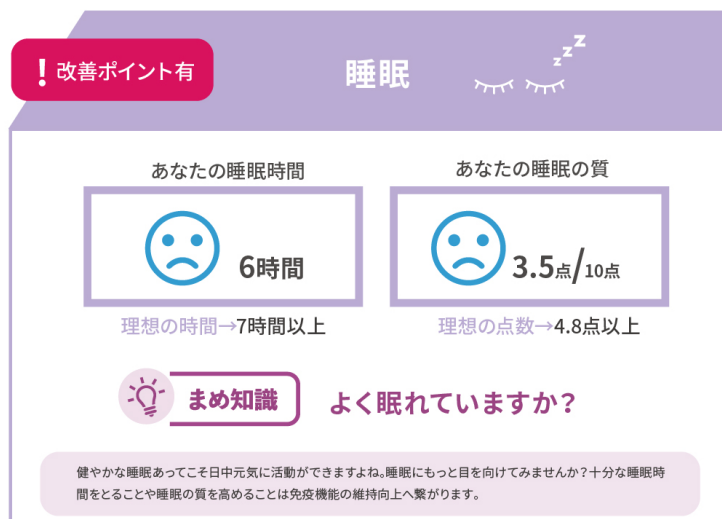 ！改善ポイント有
睡眠
zzz
あなたの睡眠時間
6時間
理想の時間→7時間以上
あなたの睡眠の質
3.5点/10点
理想の点数→4.8点以上
まめ知識
よく眠れていますか？
健やかな睡眠あってこそ日中元気に活動ができますよね。睡眠にもっと目を向けてみませんか？十分な睡眠時
間をとることや睡眠の質を高めることは免疫機能の維持向上へ繋がります。